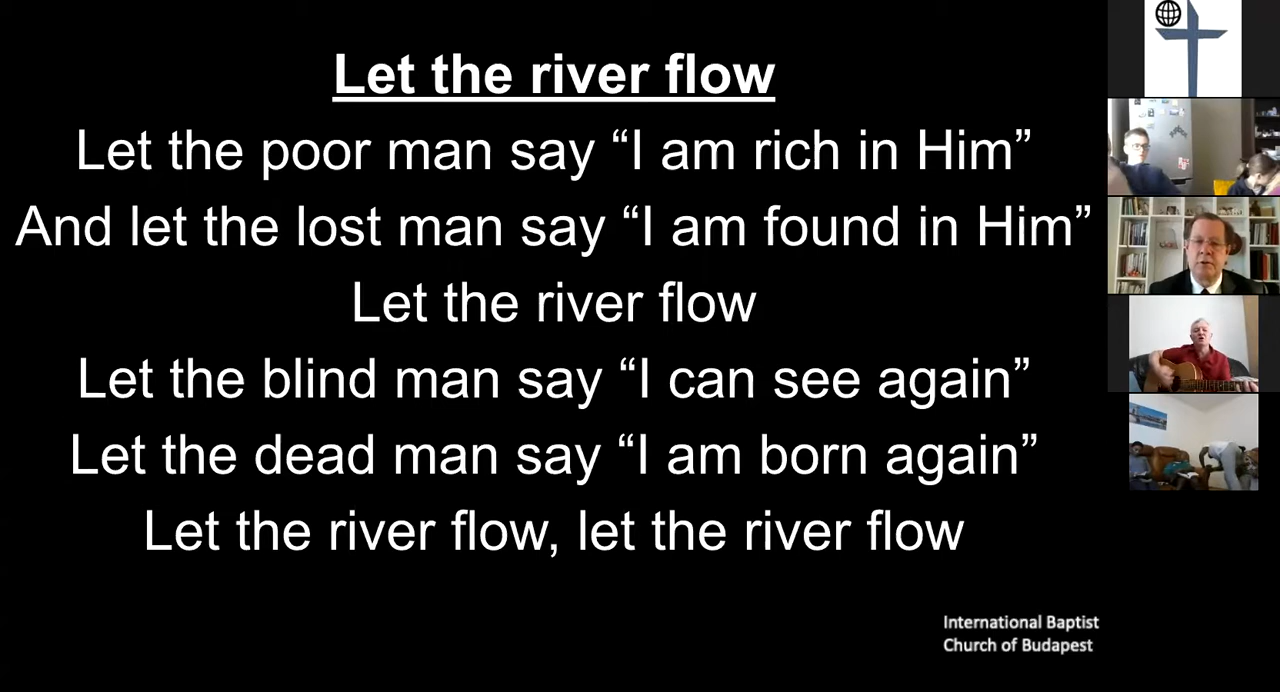 Let the river flow
Let the poor man say “I am rich in Him”
And let the lost man say “I am found in Him”
Let the river flow
Let the blind man say “I can see again”
Let the dead man say “I am born again”
Let the river flow, let the river flow
International Baptist
Church of Budapest